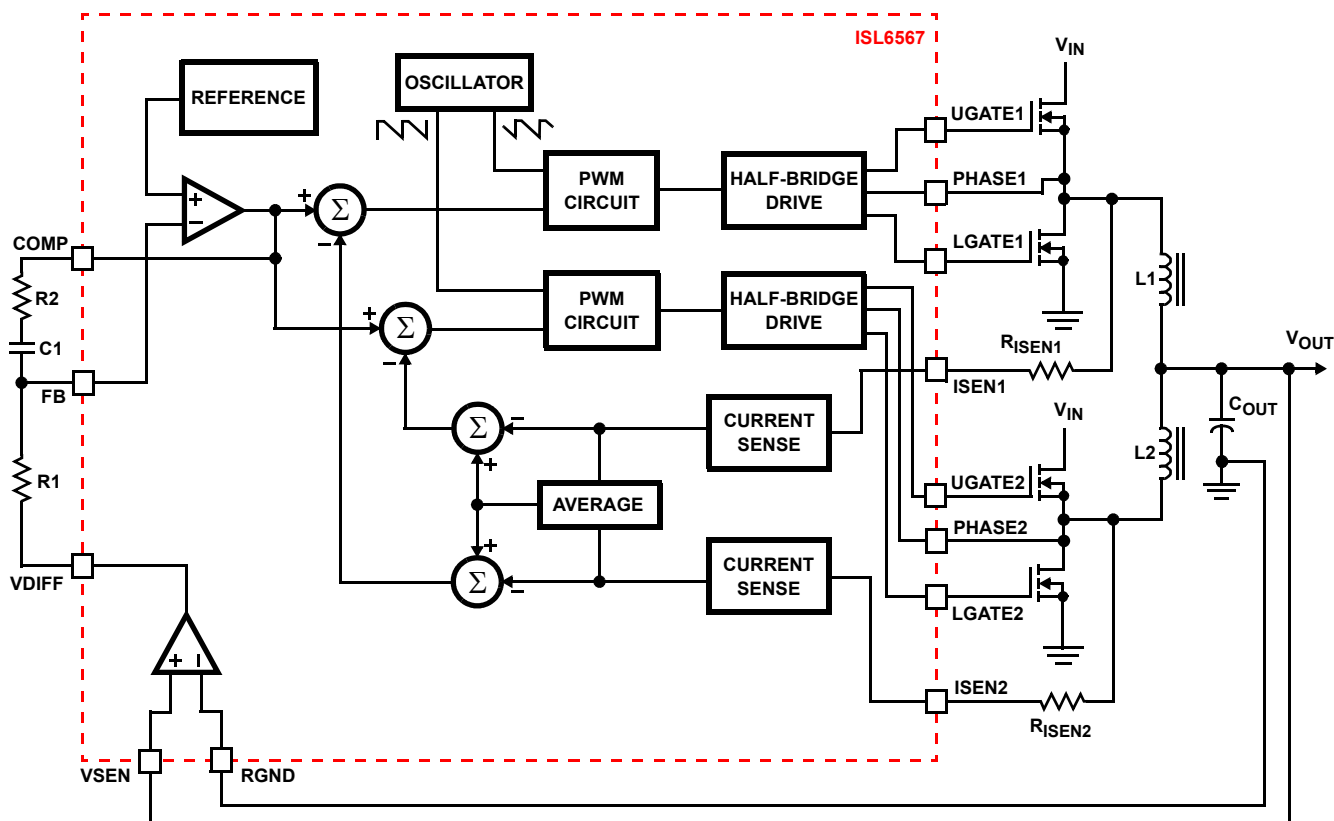 ISL6567
VIN
OSCILLATOR
REFERENCE
UGATE1
PWM
CIRCUIT
HALF-BRIDGE
DRIVE
PHASE1
+
−
+
Σ
−
COMP
LGATE1
R2
L1
PWM
CIRCUIT
HALF-BRIDGE
DRIVE
+
Σ
−
C1
VOUT
RISEN1
FB
ISEN1
COUT
VIN
CURRENT
SENSE
Σ
−
+
L2
R1
UGATE2
AVERAGE
PHASE2
+
Σ
−
CURRENT
SENSE
VDIFF
LGATE2
+
−
ISEN2
RISEN2
VSEN
RGND